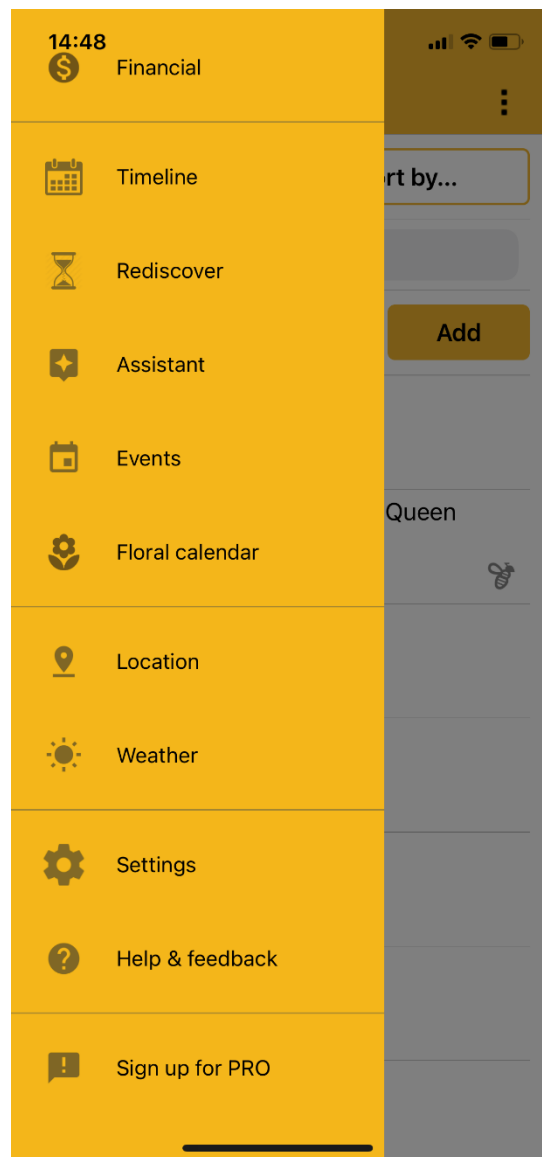 14:48
Financial
Timeline
rt by...
Rediscover
Add
Assistant
Events
Queen
Floral calendar
Location
Weather
Settings
Help & feedback
Sign up for PRO